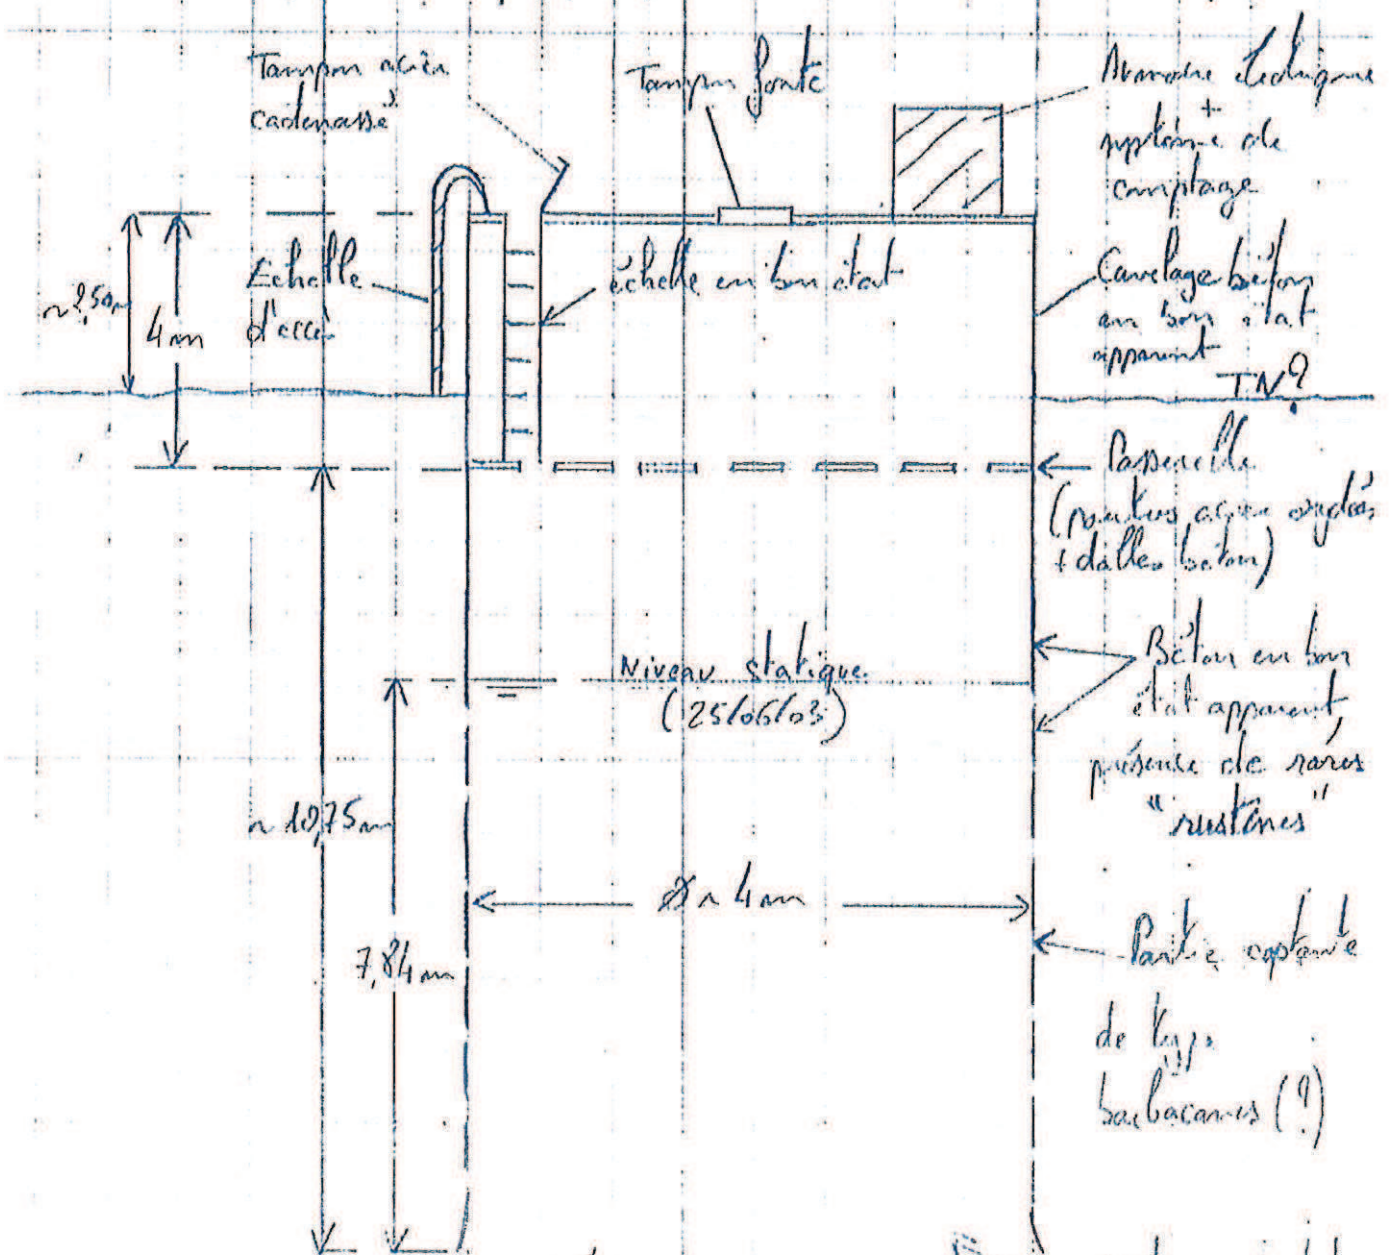 Tampon acier
cadenassé
Tampon fonte
Armoire électrique
+
système de
comptage
~2,50m
4m
Echelle
d'accès
échelle en bon état
Cuvelage béton
en bon état
apparent
TN?
Passerelle
(poutres acier oxydées
+ dalles béton)
Niveau statique
(25/06/03)
Béton en bon
état apparent,
présence de rares
"rustines"
~10,75m
Ø ~ 4m
7,84m
Partie captante
de type
barbacanes (?)